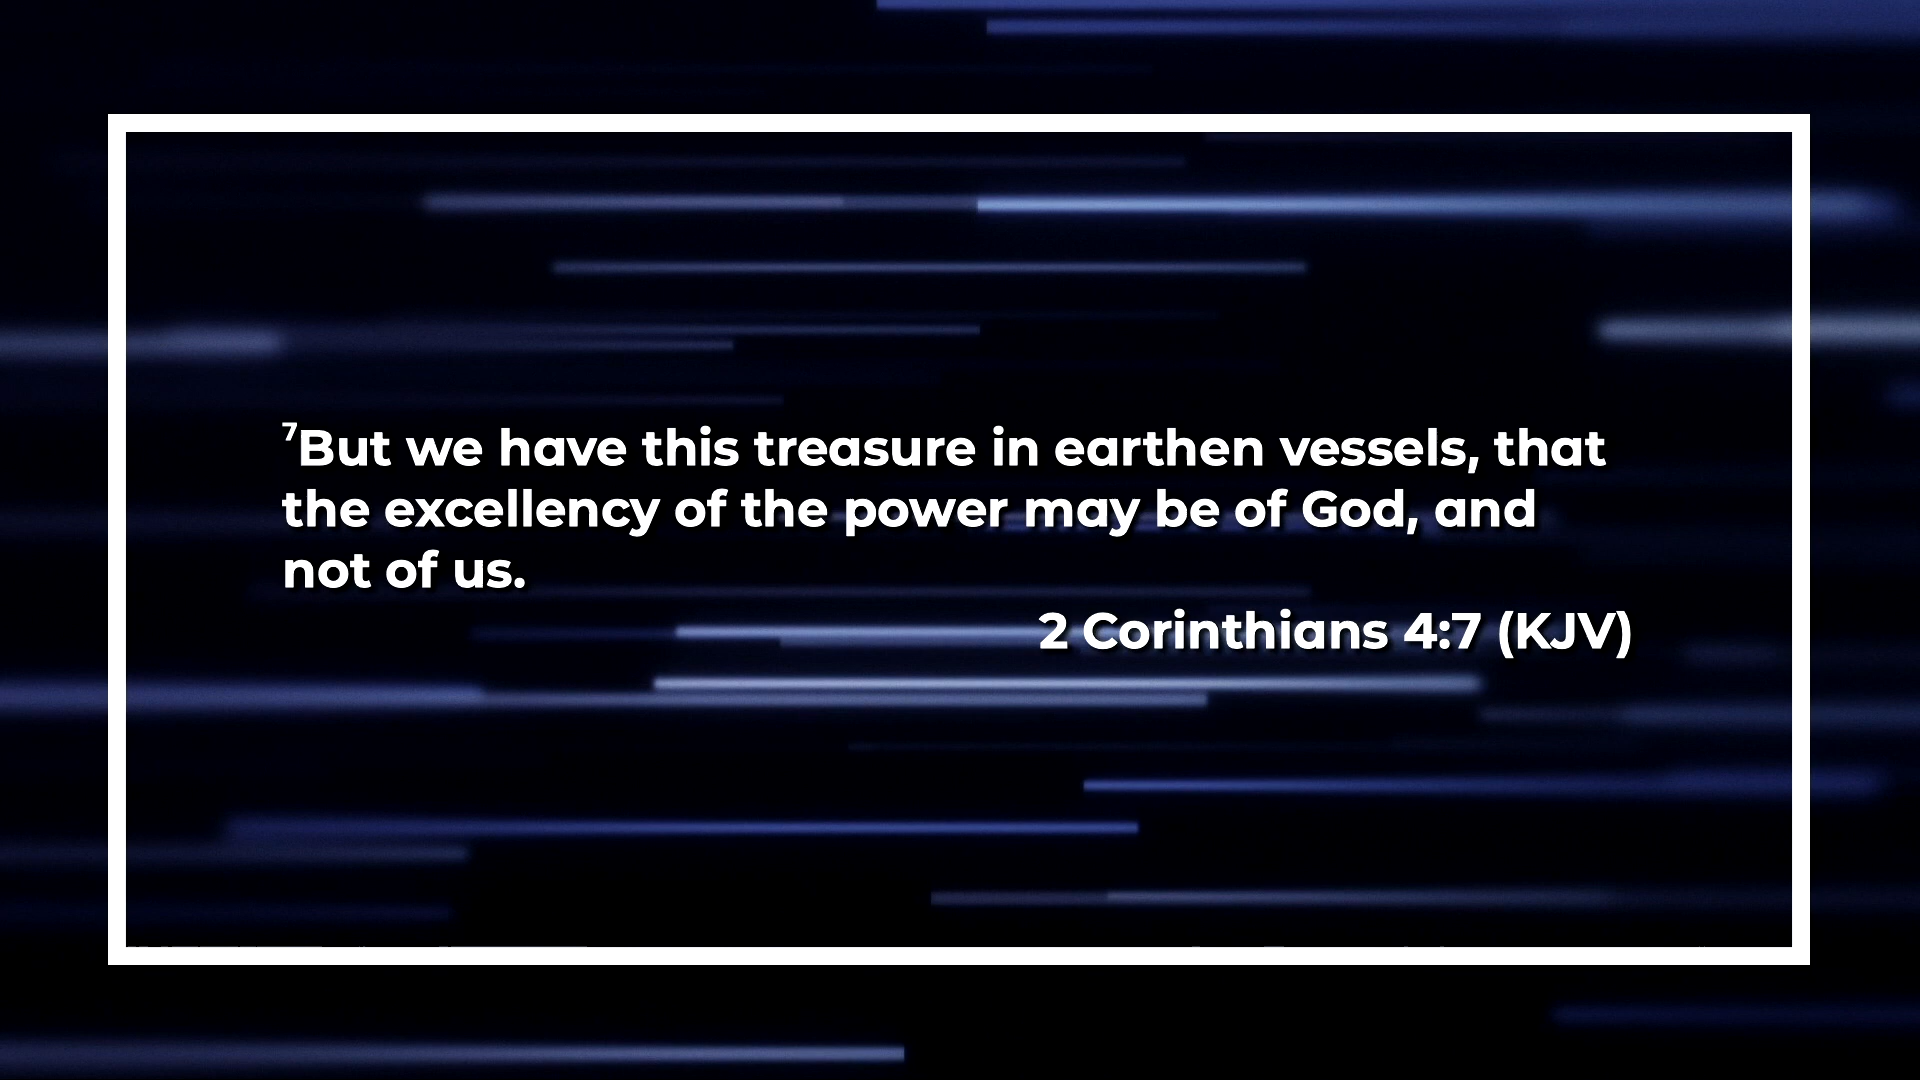 ⁷But we have this treasure in earthen vessels, that
the excellency of the power may be of God, and
not of us.
2 Corinthians 4:7 (KJV)